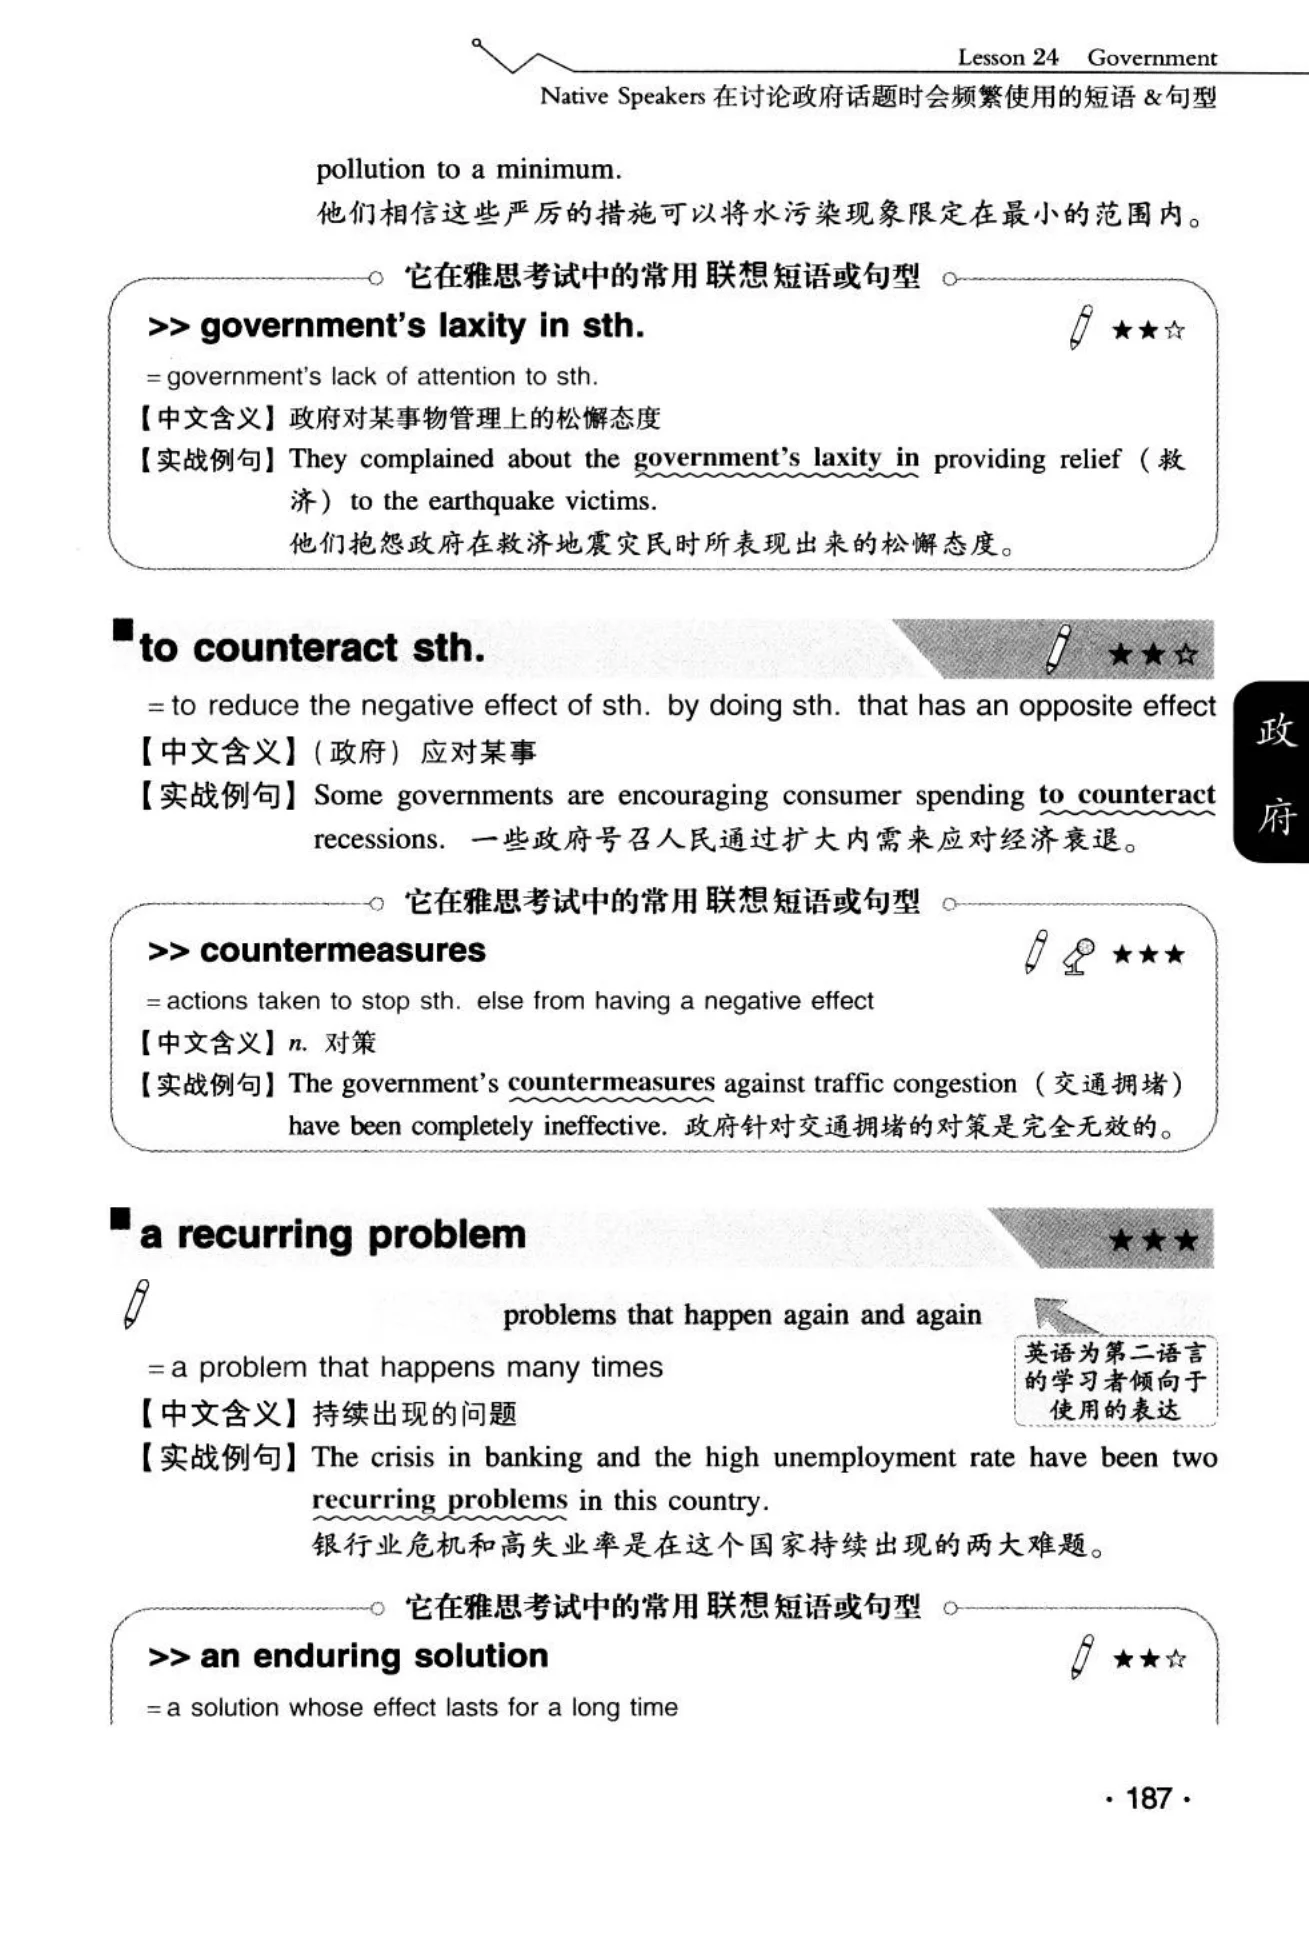 Lesson 24 Government
Native Speakers 在讨论政府话题时会频繁使用的短语 & 句型
pollution to a minimum.
他们相信这些严厉的措施可以将水污染现象限定在最小的范围内。
它在雅思考试中的常用联想短语或句型
>> government's laxity in sth. ★★☆
= government's lack of attention to sth.
【中文含义】政府对某事物管理上的松懈态度
【实战例句】They complained about the government's laxity in providing relief（救
济）to the earthquake victims.
他们抱怨政府在救济地震灾民时所表现出来的松懈态度。
■ to counteract sth. ★★☆
= to reduce the negative effect of sth. by doing sth. that has an opposite effect
【中文含义】（政府）应对某事
【实战例句】Some governments are encouraging consumer spending to counteract
recessions. 一些政府号召人民通过扩大内需来应对经济衰退。
政府
它在雅思考试中的常用联想短语或句型
>> countermeasures ★★★
= actions taken to stop sth. else from having a negative effect
【中文含义】n. 对策
【实战例句】The government's countermeasures against traffic congestion（交通拥堵）
have been completely ineffective. 政府针对交通拥堵的对策是完全无效的。
■ a recurring problem ★★★
problems that happen again and again
英语为第二语言
的学习者倾向于
使用的表达
= a problem that happens many times
【中文含义】持续出现的问题
【实战例句】The crisis in banking and the high unemployment rate have been two
recurring problems in this country.
银行业危机和高失业率是在这个国家持续出现的两大难题。
它在雅思考试中的常用联想短语或句型
>> an enduring solution ★★☆
= a solution whose effect lasts for a long time
· 187 ·